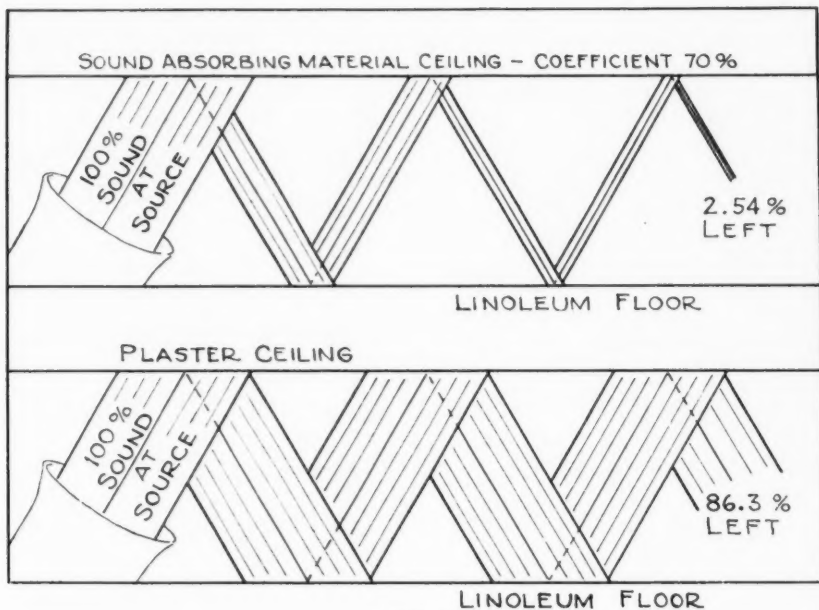 SOUND ABSORBING MATERIAL CEILING - COEFFICIENT 70%
100%
SOUND
AT
SOURCE
2.54%
LEFT
LINOLEUM FLOOR
PLASTER CEILING
100%
SOUND
AT
SOURCE
86.3%
LEFT
LINOLEUM FLOOR